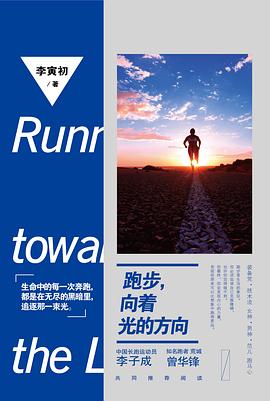 李寅初
/著
Runn
towar
the L
生命中的每一次奔跑,
都是在无尽的黑暗里,
追逐那一束光。
跑步,
向着
光的方向
中国长跑运动员
李子成
知名跑者 荒城
曾华锋
共同推荐阅读